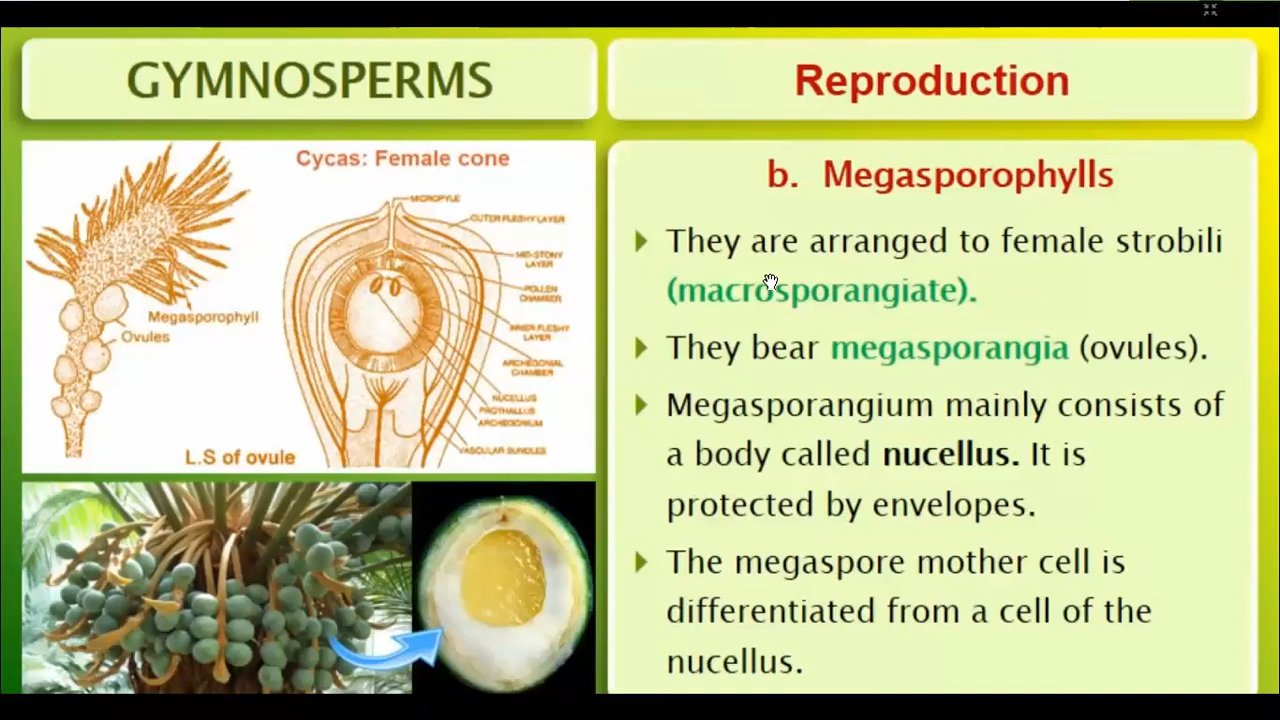 GYMNOSPERMS
Reproduction
Cycas: Female cone
MICROPYLE
OUTER FLESHY LAYER
MID-STONY
LAYER
POLLEN
CHAMBER
INNER FLESHY
LAYER
ARCHEGONIAL
CHAMBER
NUCELLUS
PROTHALLUS
ARCHEGONIUM
VASCULAR BUNDLES
Megasporophyll
Ovules
L.S of ovule
b. Megasporophylls
They are arranged to female strobili
(macrosporangiate).
They bear megasporangia (ovules).
Megasporangium mainly consists of
a body called nucellus. It is
protected by envelopes.
The megaspore mother cell is
differentiated from a cell of the
nucellus.